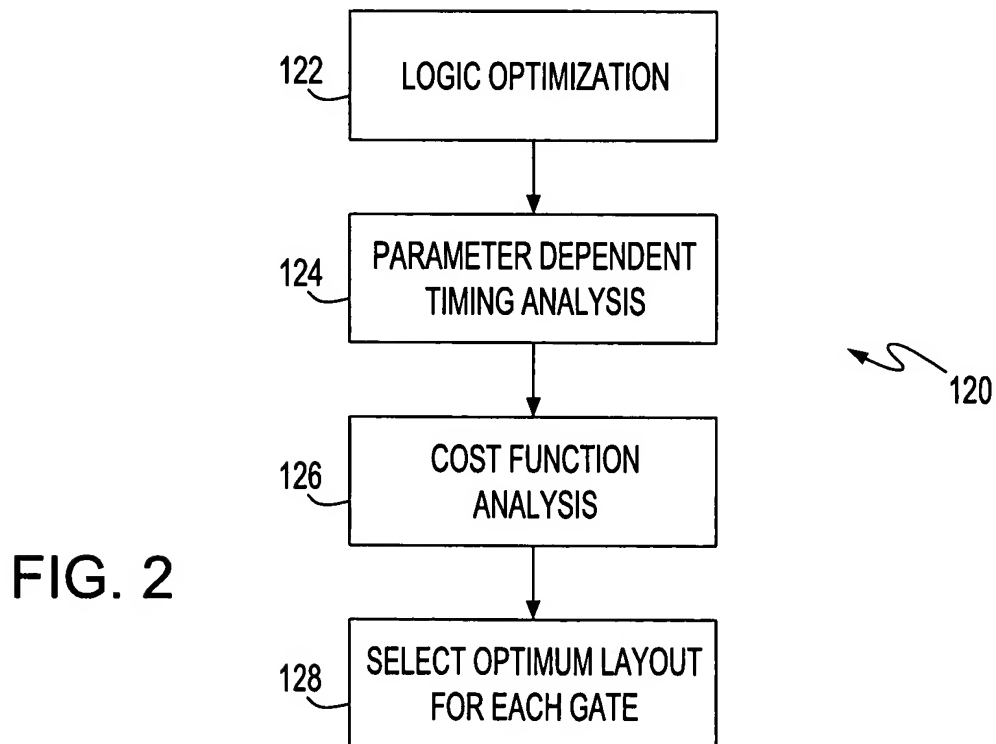 122
LOGIC OPTIMIZATION
124
PARAMETER DEPENDENT
TIMING ANALYSIS
120
126
COST FUNCTION
ANALYSIS
FIG. 2
128
SELECT OPTIMUM LAYOUT
FOR EACH GATE